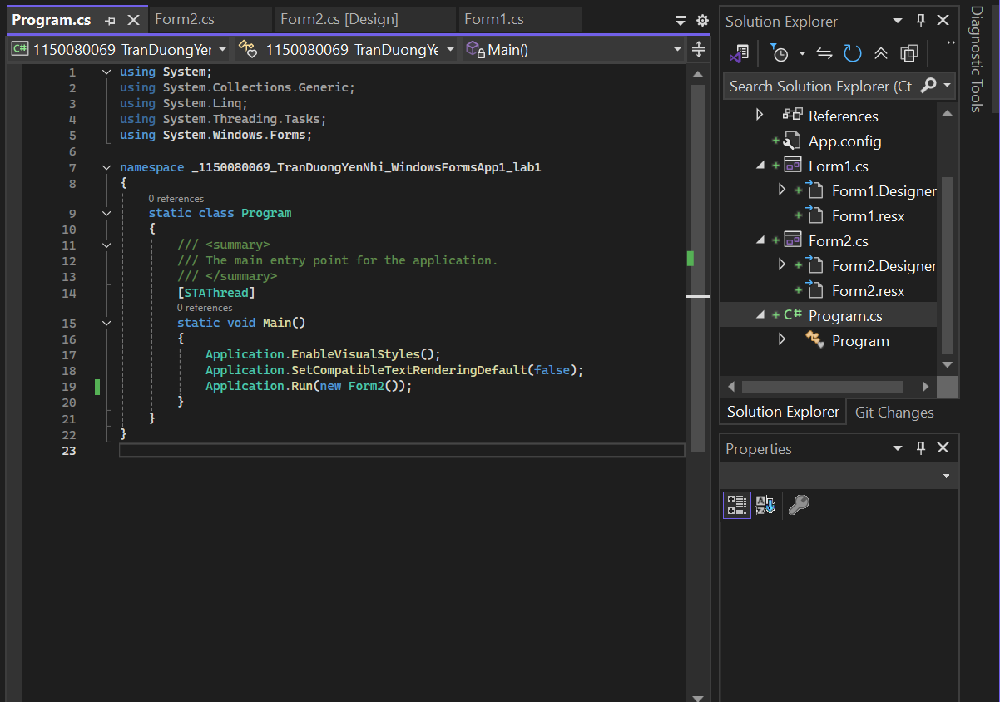 Program.cs
Form2.cs
Form2.cs [Design]
Form1.cs
C# 1150080069_TranDuongYer
_1150080069_TranDuongYe
Main()
1 using System;
2 using System.Collections.Generic;
3 using System.Linq;
4 using System.Threading.Tasks;
5 using System.Windows.Forms;
6
7 namespace _1150080069_TranDuongYenNhi_WindowsFormsApp1_lab1
8 {
0 references
9 static class Program
10 {
11 /// <summary>
12 /// The main entry point for the application.
13 /// </summary>
14 [STAThread]
0 references
15 static void Main()
16 {
17 Application.EnableVisualStyles();
18 Application.SetCompatibleTextRenderingDefault(false);
19 Application.Run(new Form2());
20 }
21 }
22 }
23
Solution Explorer
Search Solution Explorer (Ct
References
App.config
Form1.cs
Form1.Designer
Form1.resx
Form2.cs
Form2.Designer
Form2.resx
C# Program.cs
Program
Solution Explorer
Git Changes
Properties
Diagnostic Tools